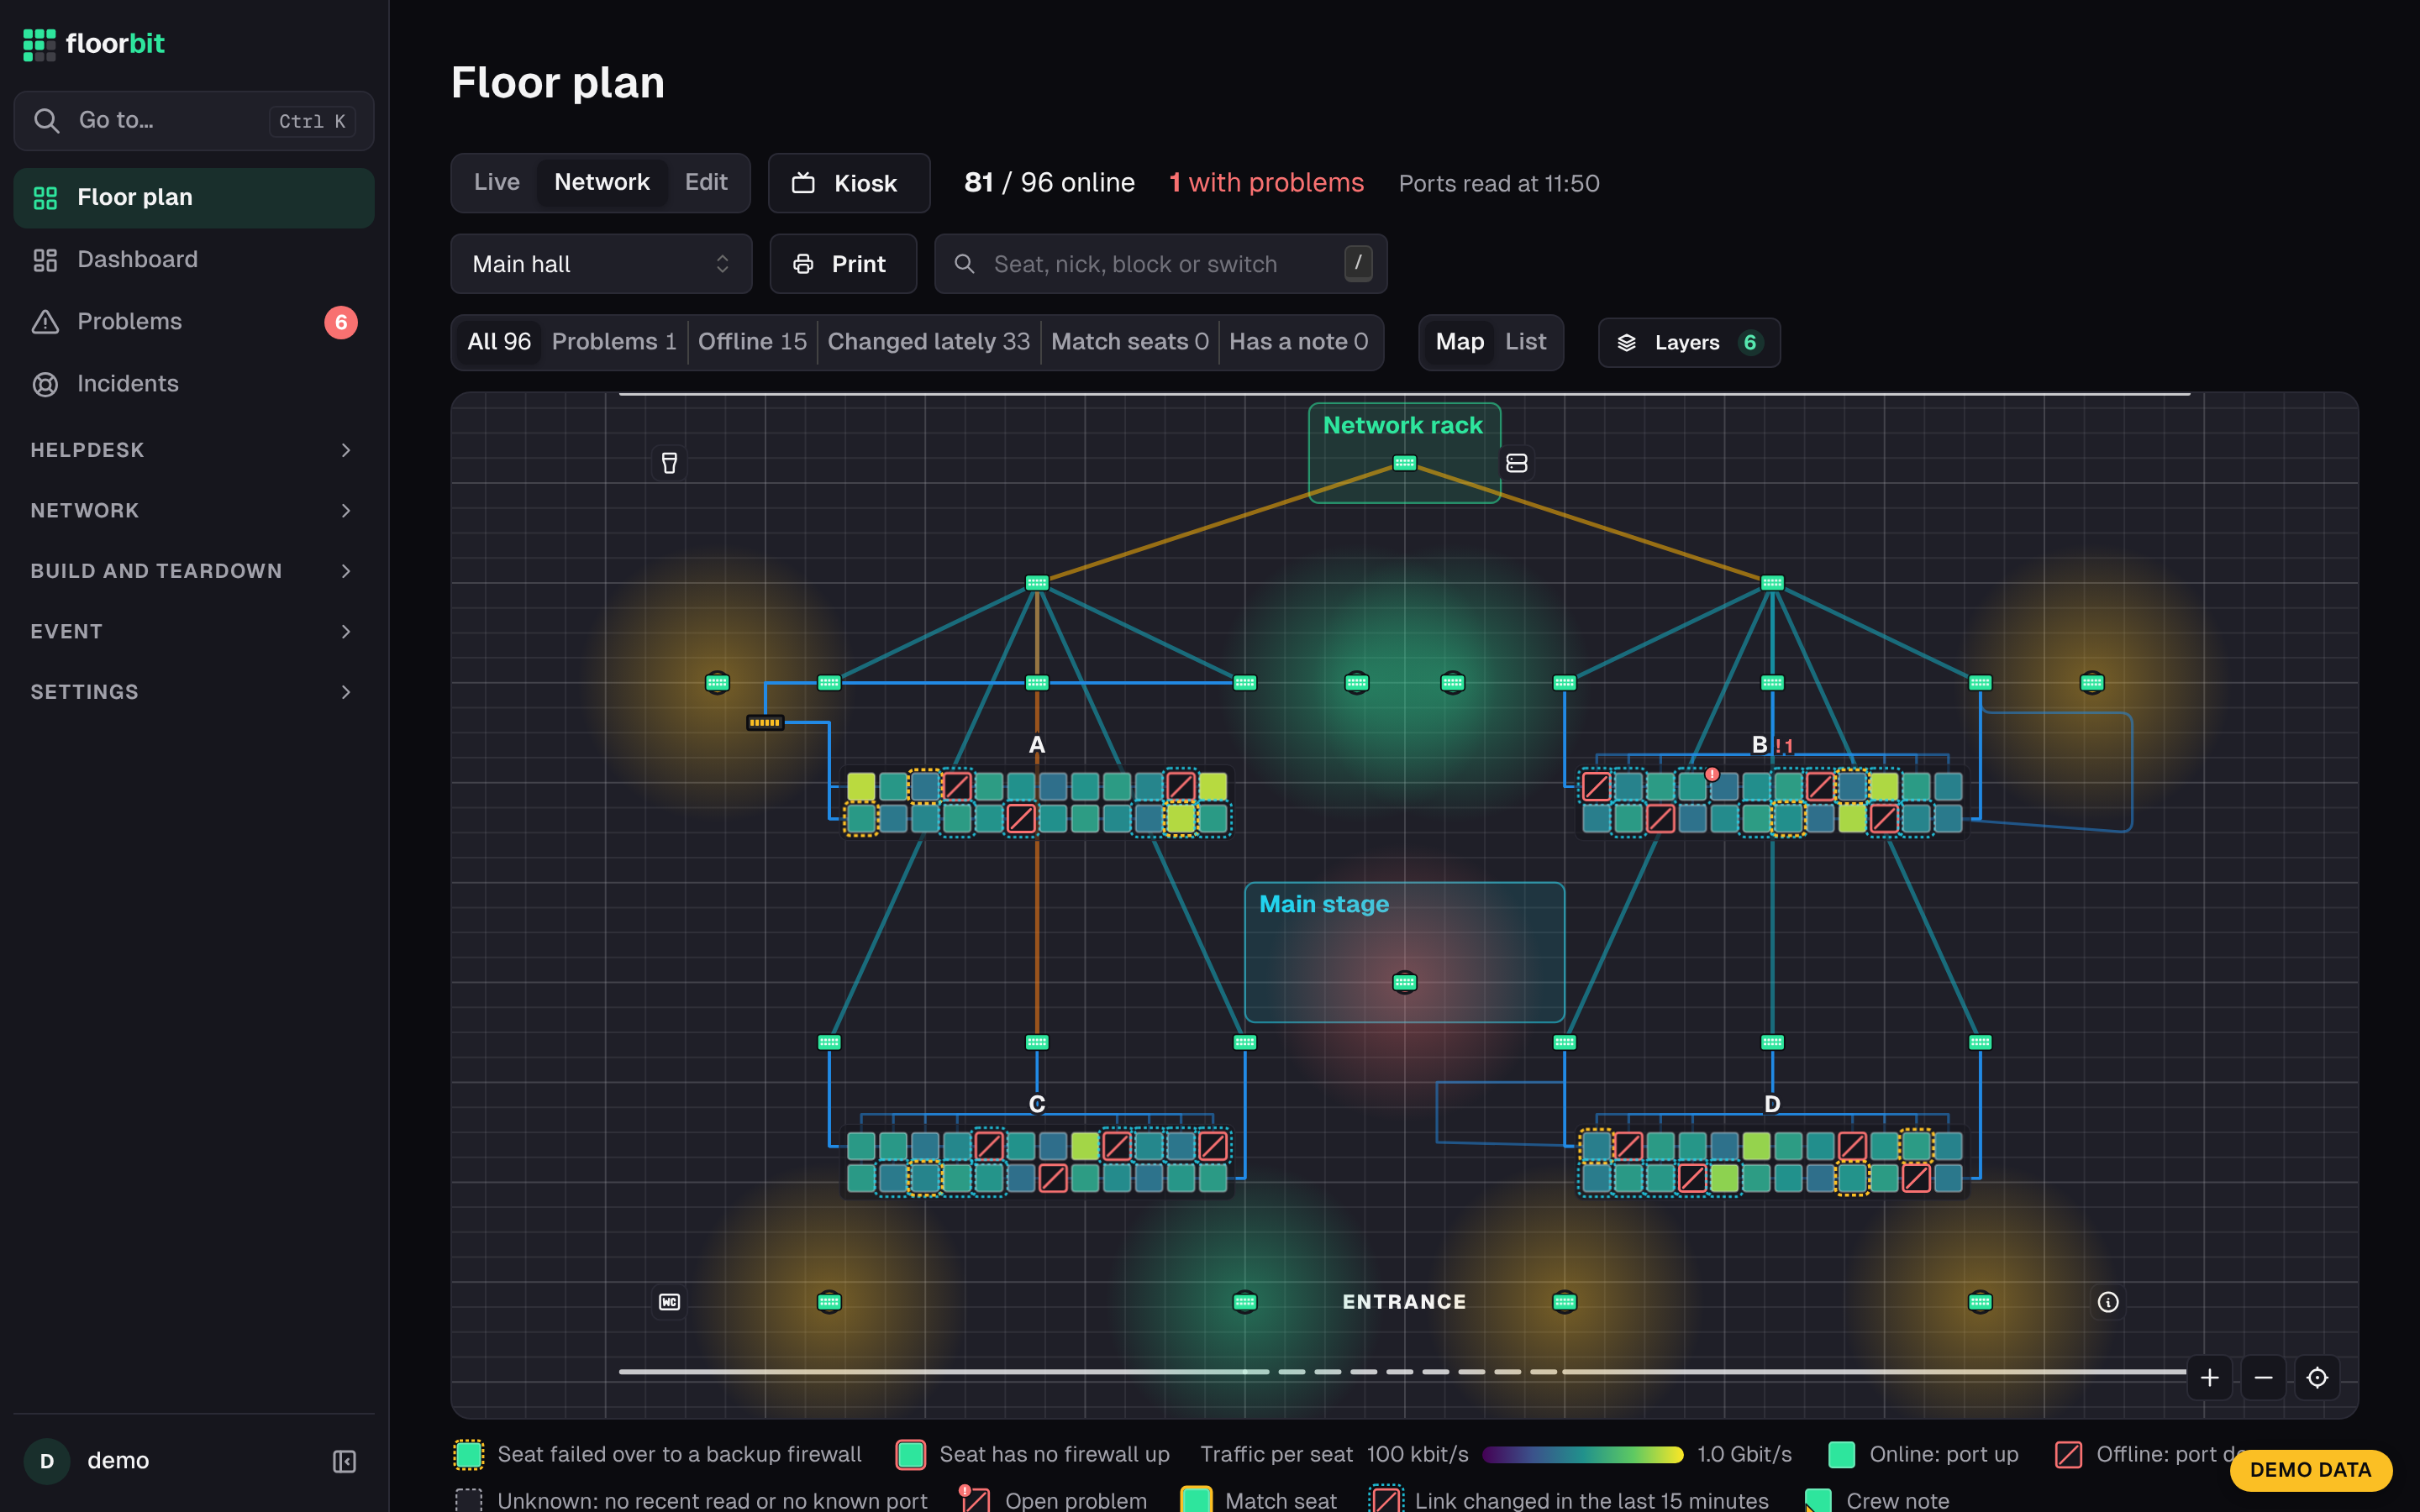 floorbit
Go to...
Ctrl K
Floor plan
Dashboard
Problems
6
Incidents
HELPDESK
NETWORK
BUILD AND TEARDOWN
EVENT
SETTINGS
D
demo
Floor plan
Live Network Edit
Kiosk
81 / 96 online
1 with problems
Ports read at 11:50
Main hall
Print
Seat, nick, block or switch
/
All 96 Problems 1 Offline 15 Changed lately 33 Match seats 0 Has a note 0
Map List
Layers 6
Network rack
A
B !1
!
Main stage
C
D
WC
ENTRANCE
Seat failed over to a backup firewall
Seat has no firewall up
Traffic per seat 100 kbit/s 1.0 Gbit/s
Online: port up
Offline: port
DEMO DATA
Unknown: no recent read or no known port
!
Open problem
Match seat
Link changed in the last 15 minutes
Crew note